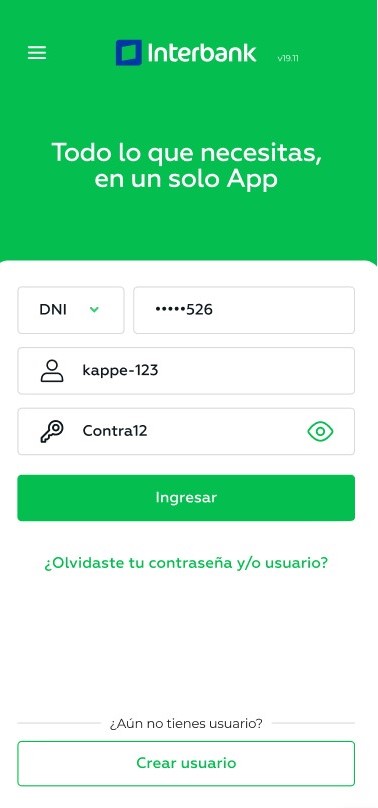 Interbank v19.11
Todo lo que necesitas,
en un solo App
DNI •••••526
kappe-123
Contra12
Ingresar
¿Olvidaste tu contraseña y/o usuario?
¿Aún no tienes usuario?
Crear usuario